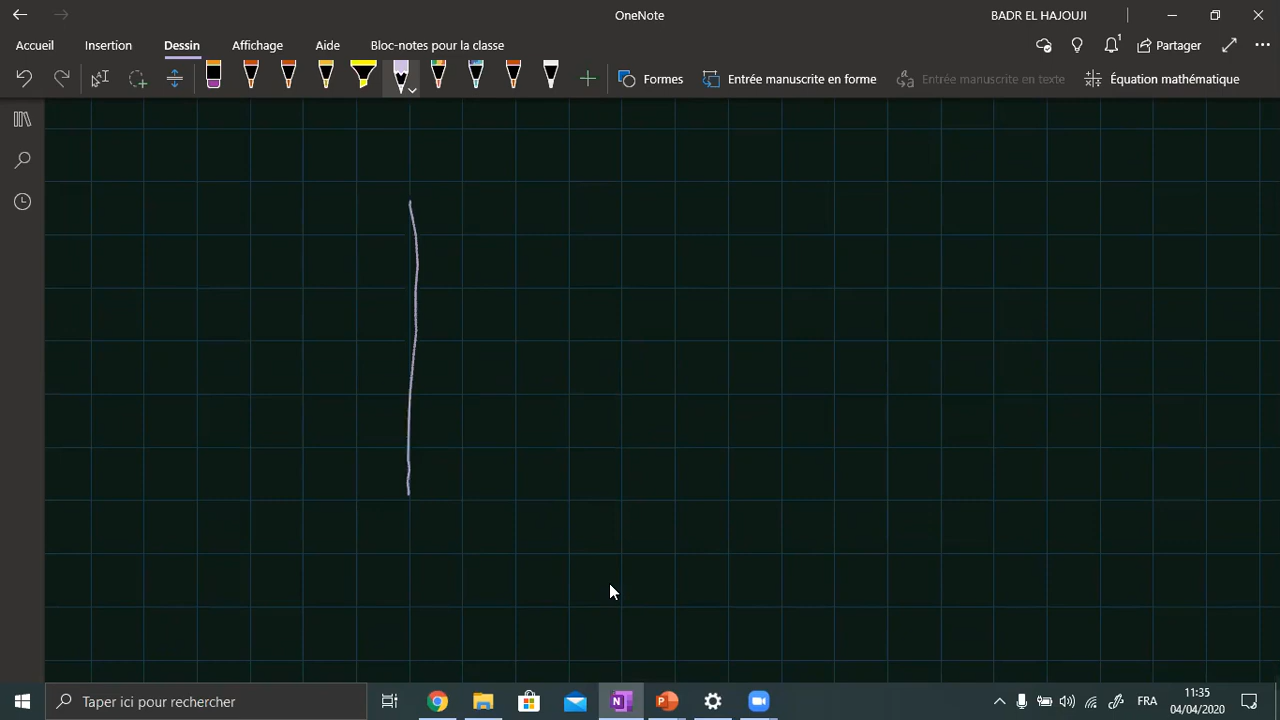 OneNote
BADR EL HAJOUJI
Accueil
Insertion
Dessin
Affichage
Aide
Bloc-notes pour la classe
1
Partager
Formes
Entrée manuscrite en forme
Entrée manuscrite en texte
Équation mathématique
Taper ici pour rechercher
FRA
11:35
04/04/2020